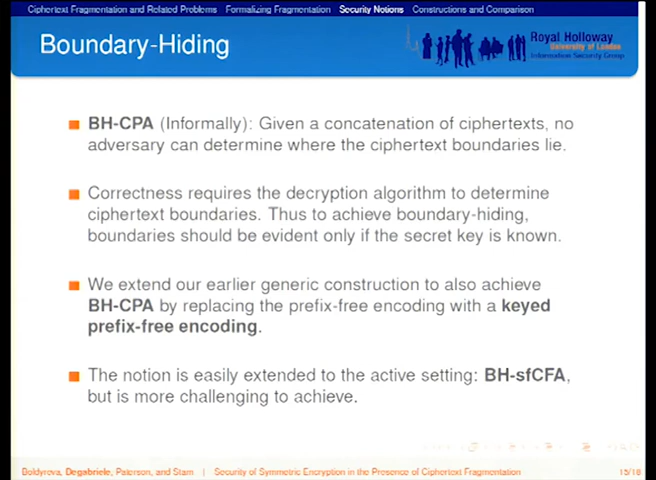 Ciphertext Fragmentation and Related Problems Formalizing Fragmentation Security Notions Constructions and Comparison
Boundary-Hiding
Royal Holloway
University of London
Information Security Group
BH-CPA (Informally): Given a concatenation of ciphertexts, no
adversary can determine where the ciphertext boundaries lie.
Correctness requires the decryption algorithm to determine
ciphertext boundaries. Thus to achieve boundary-hiding,
boundaries should be evident only if the secret key is known.
We extend our earlier generic construction to also achieve
BH-CPA by replacing the prefix-free encoding with a keyed
prefix-free encoding.
The notion is easily extended to the active setting: BH-sfCFA,
but is more challenging to achieve.
Boldyreva, Degabriele, Paterson, and Stam | Security of Symmetric Encryption in the Presence of Ciphertext Fragmentation 15/18